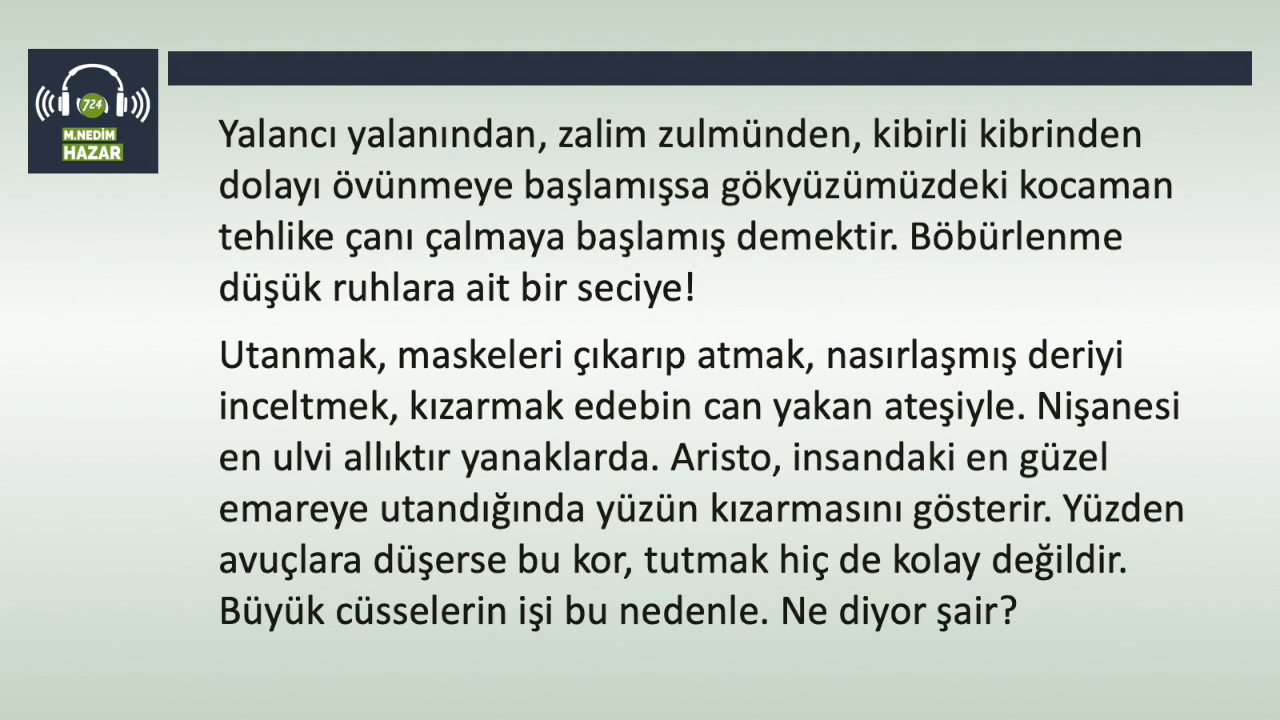 724
M.NEDİM
HAZAR
Yalancı yalanından, zalim zulmünden, kibirli kibrinden
dolayı övünmeye başlamışsa gökyüzümüzdeki kocaman
tehlike çanı çalmaya başlamış demektir. Böbürlenme
düşük ruhlara ait bir seciye!
Utanmak, maskeleri çıkarıp atmak, nasırlaşmış deriyi
inceltmek, kızarmak edebin can yakan ateşiyle. Nişanesi
en ulvi allıktır yanaklarda. Aristo, insandaki en güzel
emareye utandığında yüzün kızarmasını gösterir. Yüzden
avuçlara düşerse bu kor, tutmak hiç de kolay değildir.
Büyük cüsselerin işi bu nedenle. Ne diyor şair?